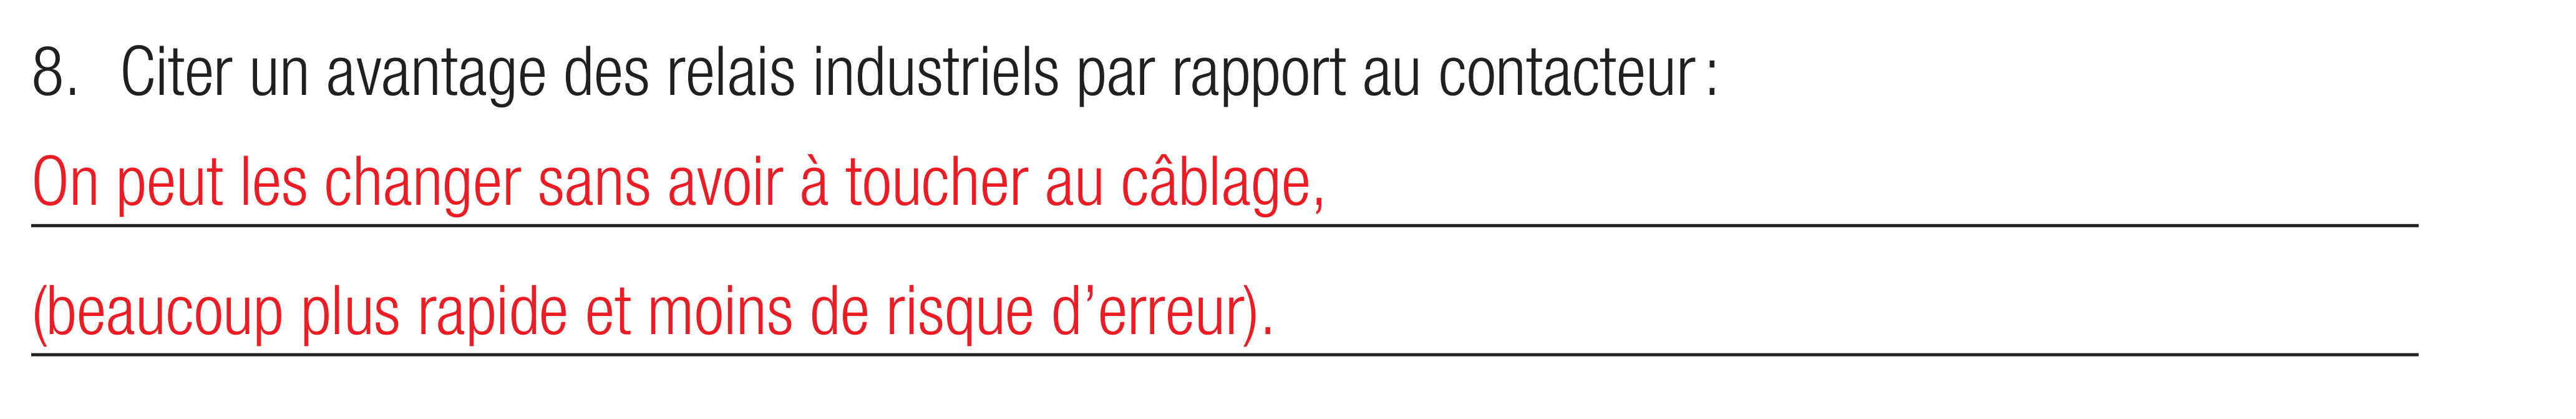 8. Citer un avantage des relais industriels par rapport au contacteur :
On peut les changer sans avoir à toucher au câblage,
(beaucoup plus rapide et moins de risque d’erreur).